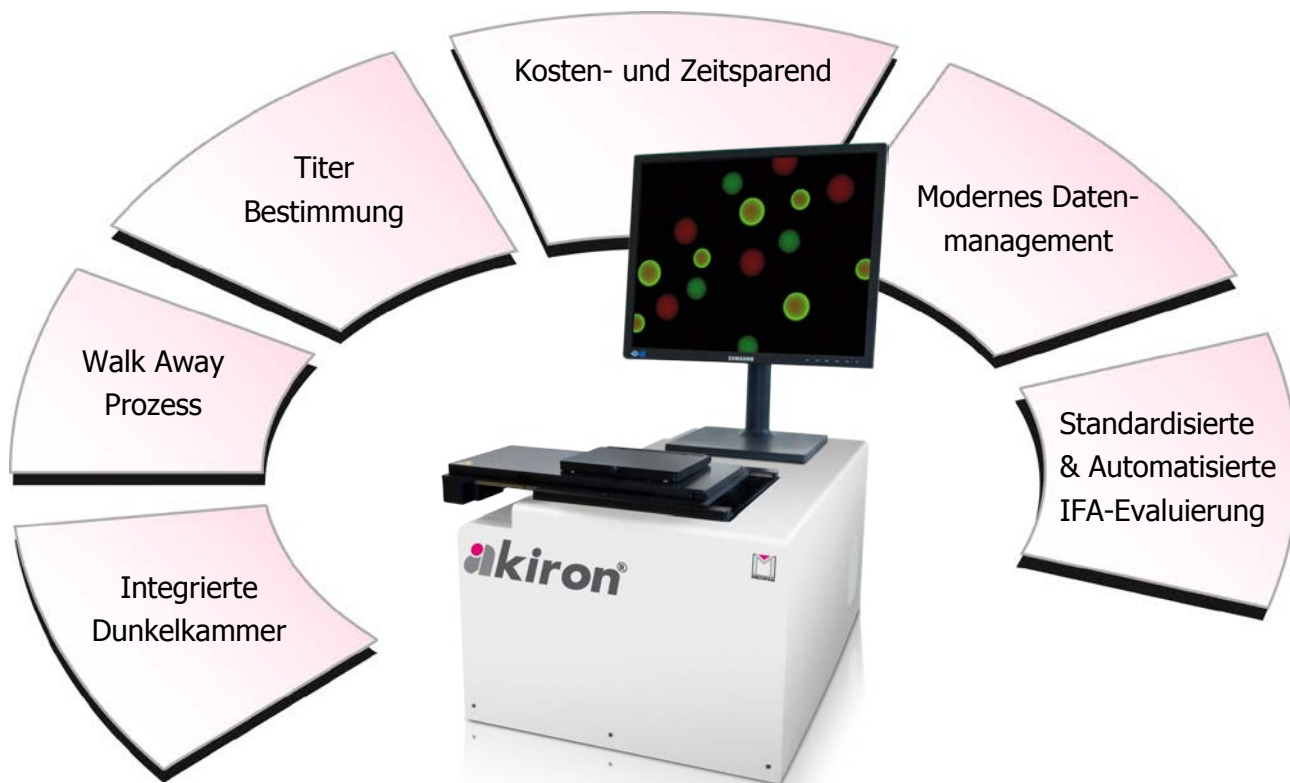 Kosten- und Zeitsparend
Titer
Bestimmung
Modernes Daten-
management
Walk Away
Prozess
Standardisierte
& Automatisierte
IFA-Evaluierung
Integrierte
Dunkelkammer
SAMSUNG
akiron®